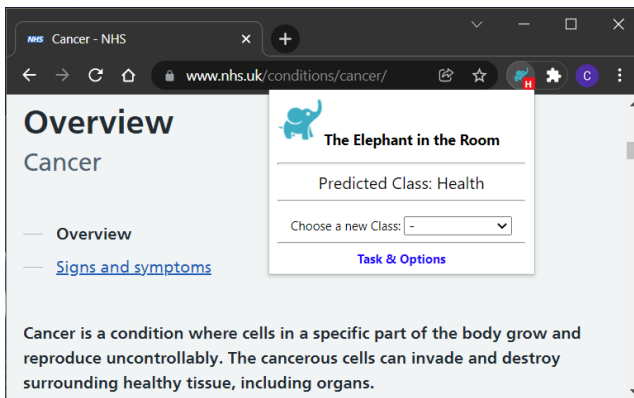 NHS Cancer - NHS
www.nhs.uk/conditions/cancer/
H
C
The Elephant in the Room
Predicted Class: Health
Choose a new Class: -
Task & Options
Overview
Cancer
Overview
Signs and symptoms
Cancer is a condition where cells in a specific part of the body grow and
reproduce uncontrollably. The cancerous cells can invade and destroy
surrounding healthy tissue, including organs.